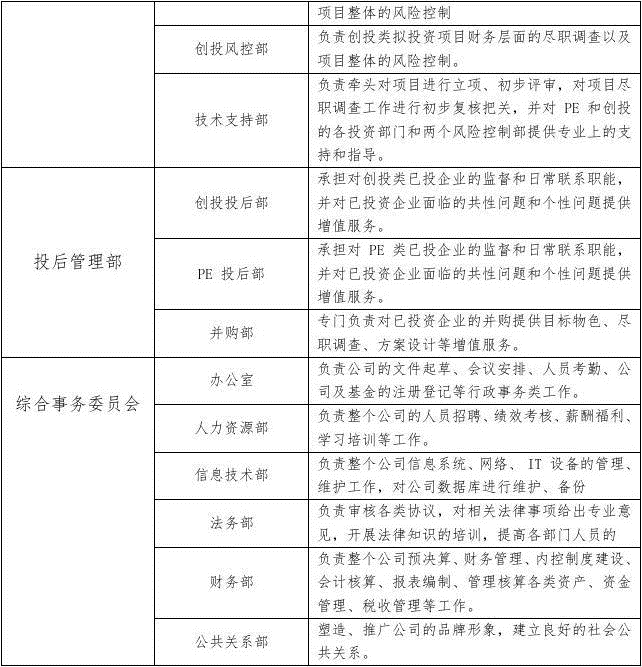 项目整体的风险控制
创投风控部
负责创投类拟投资项目财务层面的尽职调查以及
项目整体的风险控制。
技术支持部
负责牵头对项目进行立项、初步评审，对项目尽
职调查工作进行初步复核把关，并对 PE 和创投
的各投资部门和两个风险控制部提供专业上的支
持和指导。
投后管理部
创投投后部
承担对创投类已投企业的监督和日常联系职能，
并对已投资企业面临的共性问题和个性问题提供
增值服务。
PE 投后部
承担对 PE 类已投企业的监督和日常联系职能，
并对已投资企业面临的共性问题和个性问题提供
增值服务。
并购部
专门负责对已投资企业的并购提供目标物色、尽
职调查、方案设计等增值服务。
综合事务委员会
办公室
负责公司的文件起草、会议安排、人员考勤、公
司及基金的注册登记等行政事务类工作。
人力资源部
负责整个公司的人员招聘、绩效考核、薪酬福利、
学习培训等工作。
信息技术部
负责整个公司信息系统、网络、 IT 设备的管理、
维护工作，对公司数据库进行维护、备份
法务部
负责审核各类协议，对相关法律事项给出专业意
见，开展法律知识的培训，提高各部门人员的
财务部
负责整个公司预决算、财务管理、内控制度建设、
会计核算、报表编制、管理核算各类资产、资金
管理、税收管理等工作。
公共关系部
塑造、推广公司的品牌形象，建立良好的社会公
共关系。